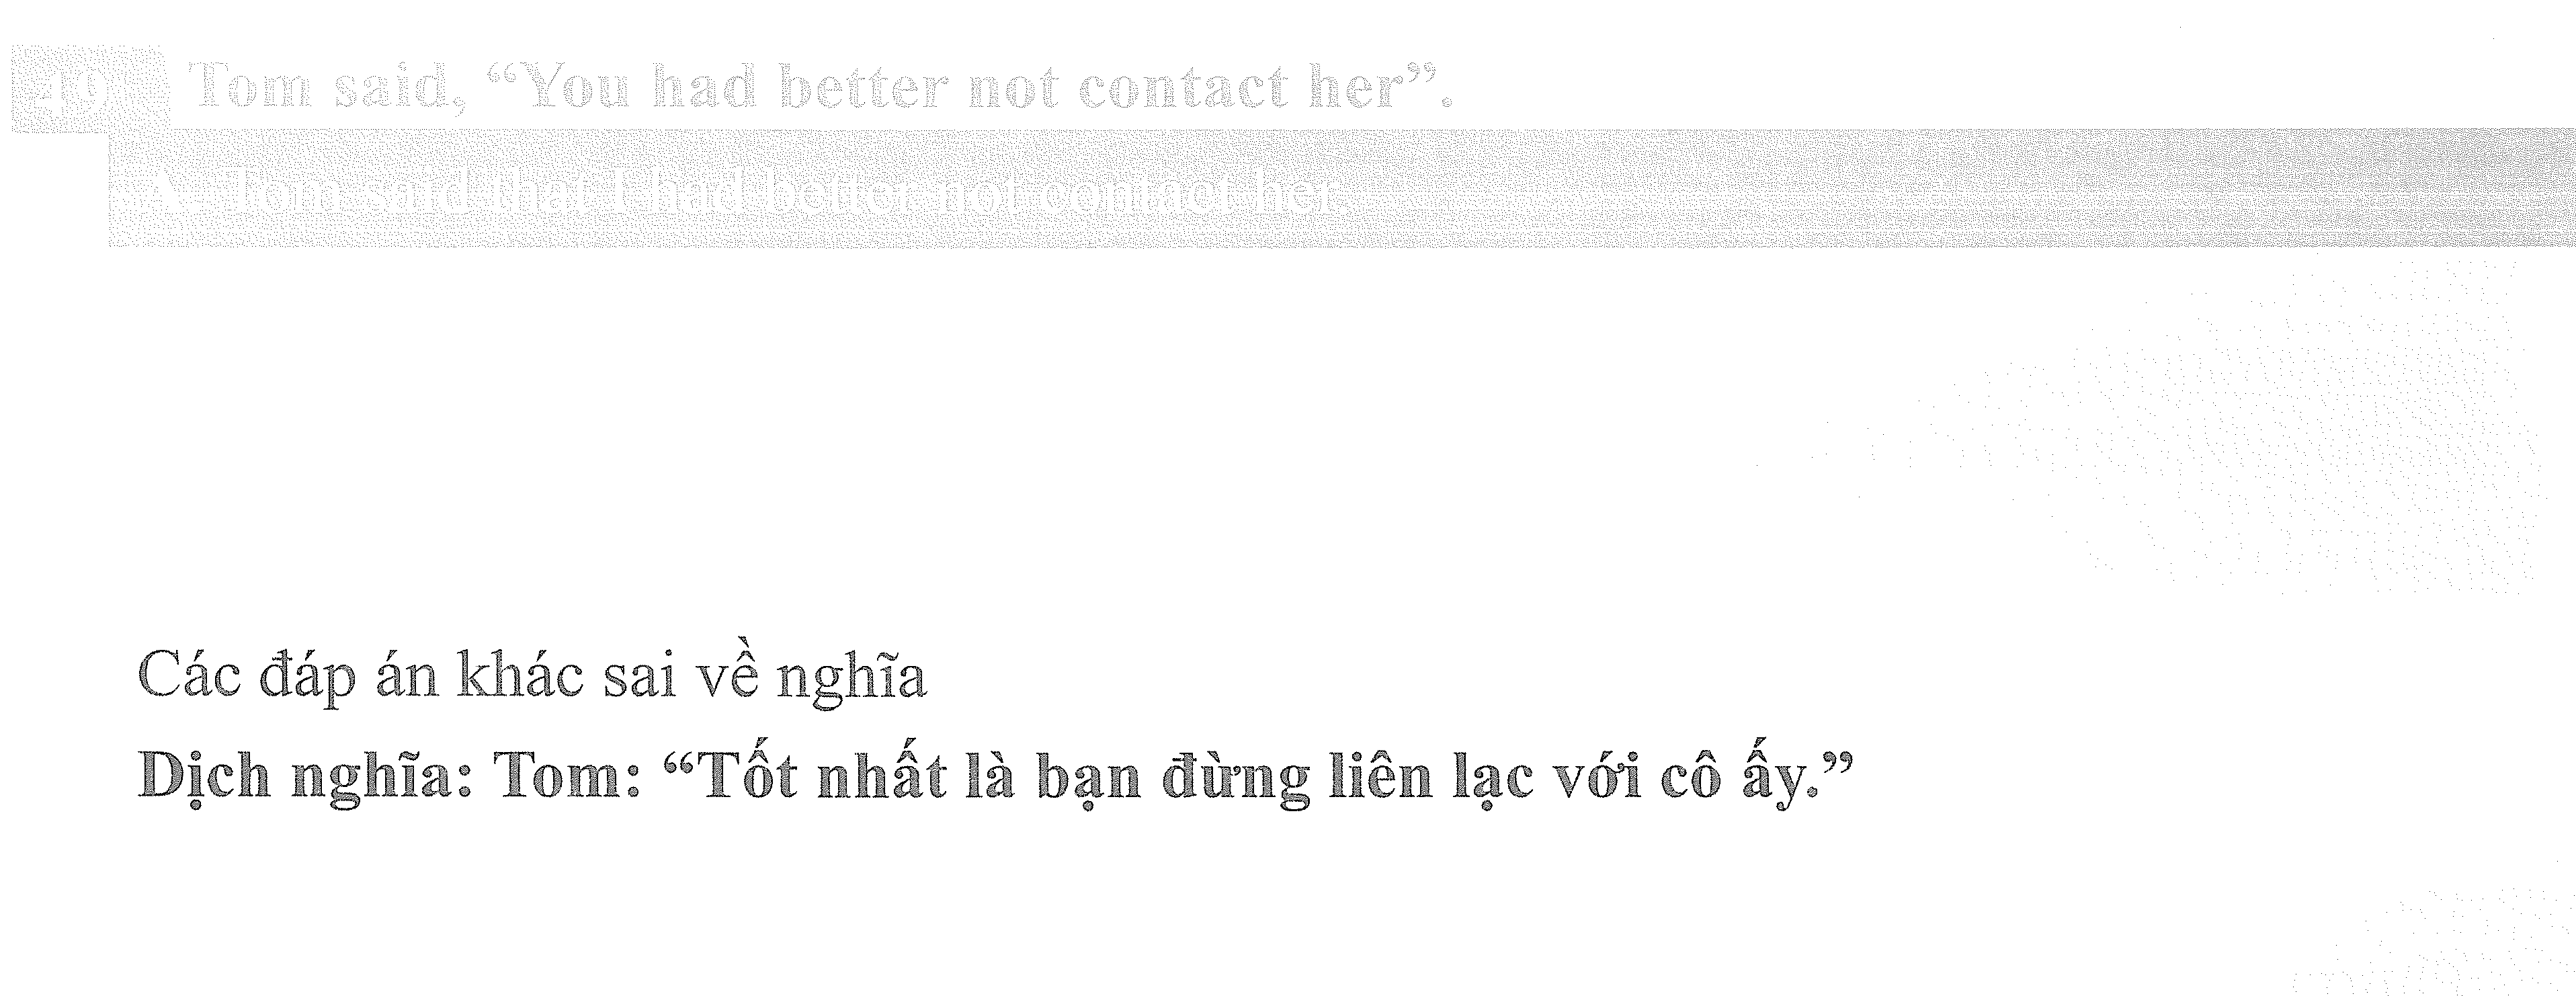 49 Tom said, “You had better not contact her”.
A Tom said that I had better not contact her
Các đáp án khác sai về nghĩa
Dịch nghĩa: Tom: “Tốt nhất là bạn đừng liên lạc với cô ấy.”